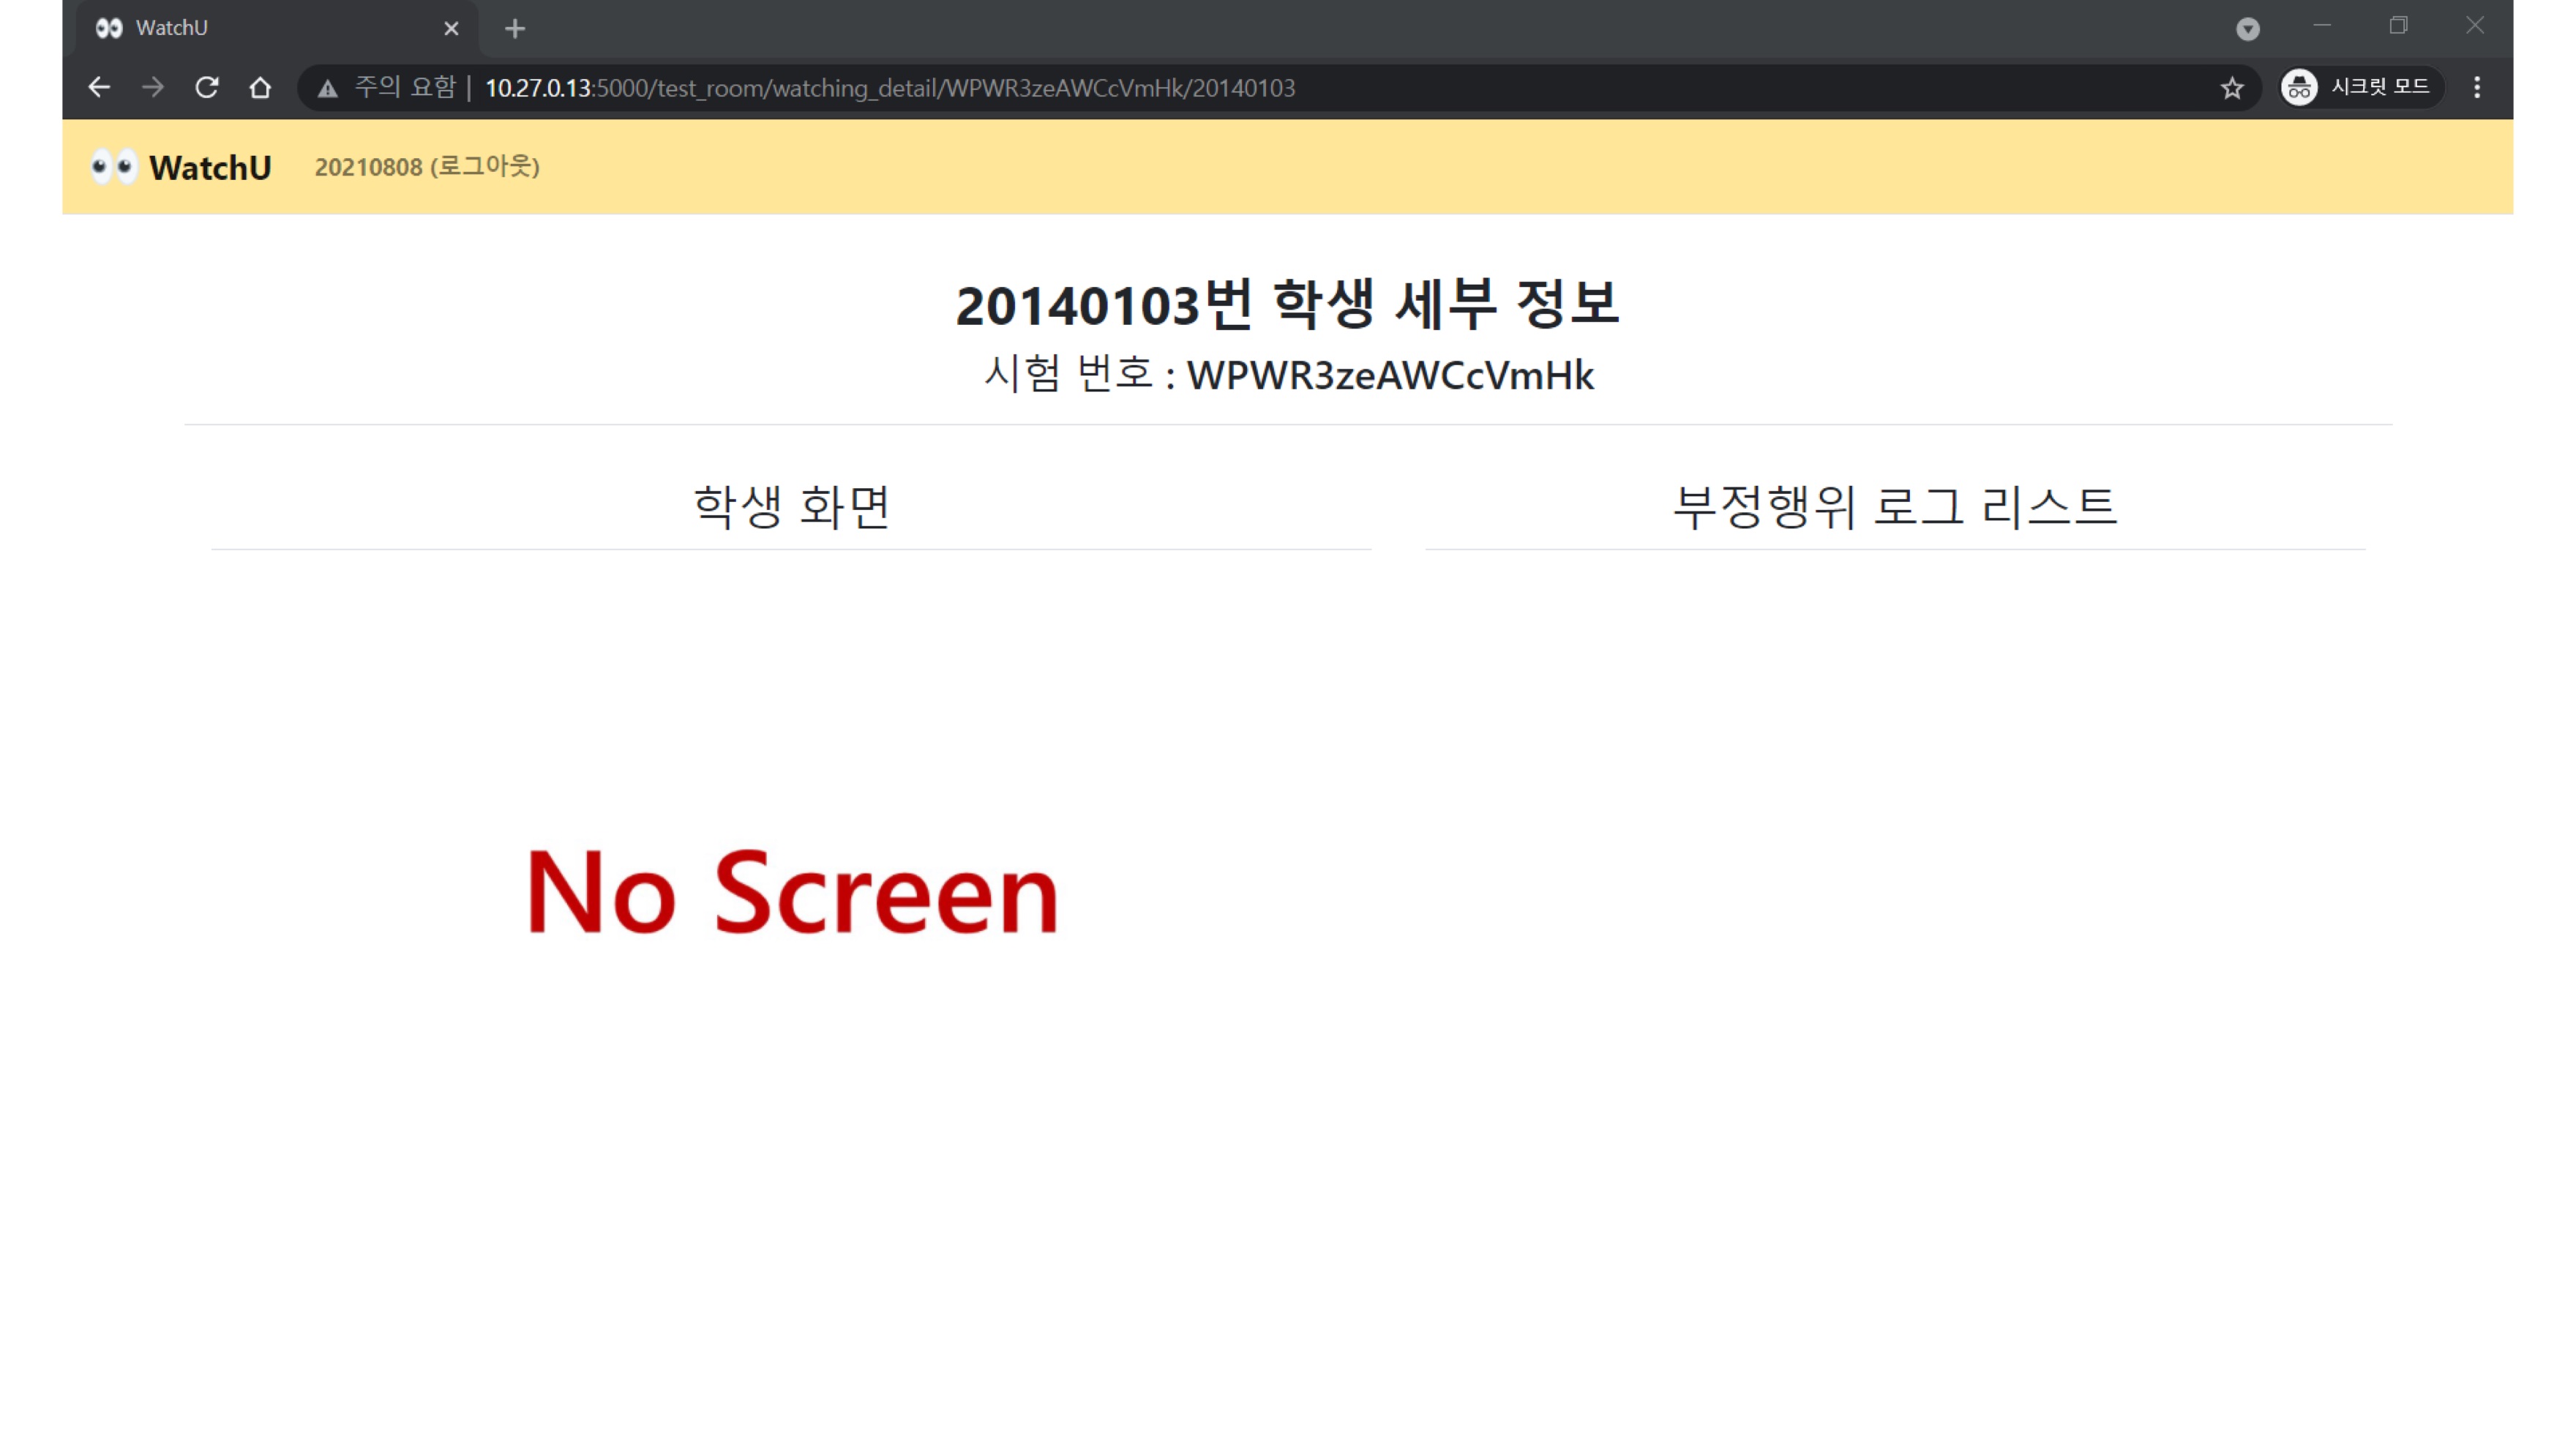 WatchU
주의 요함 | 10.27.0.13:5000/test_room/watching_detail/WPWR3zeAWCcVmHk/20140103
시크릿 모드
WatchU 20210808 (로그아웃)
20140103번 학생 세부 정보
시험 번호 : WPWR3zeAWCcVmHk
학생 화면
부정행위 로그 리스트
No Screen